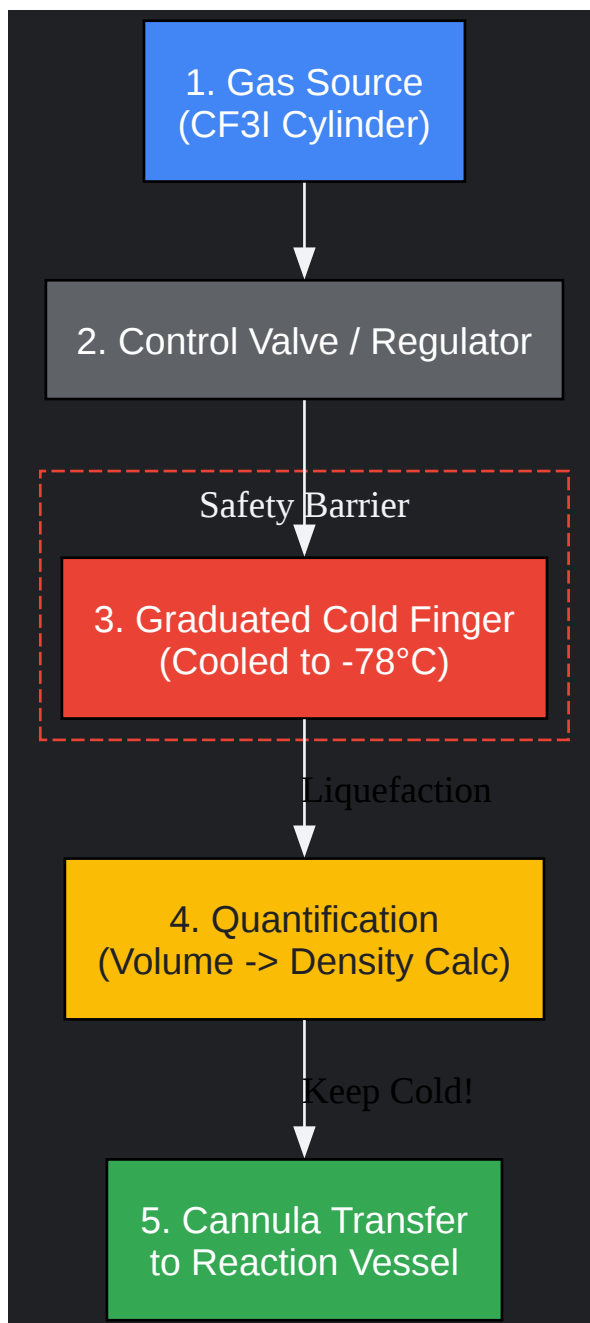 1. Gas Source
(CF3I Cylinder)
2. Control Valve / Regulator
Safety Barrier
3. Graduated Cold Finger
(Cooled to -78°C)
Liquefaction
4. Quantification
(Volume -> Density Calc)
Keep Cold!
5. Cannula Transfer
to Reaction Vessel